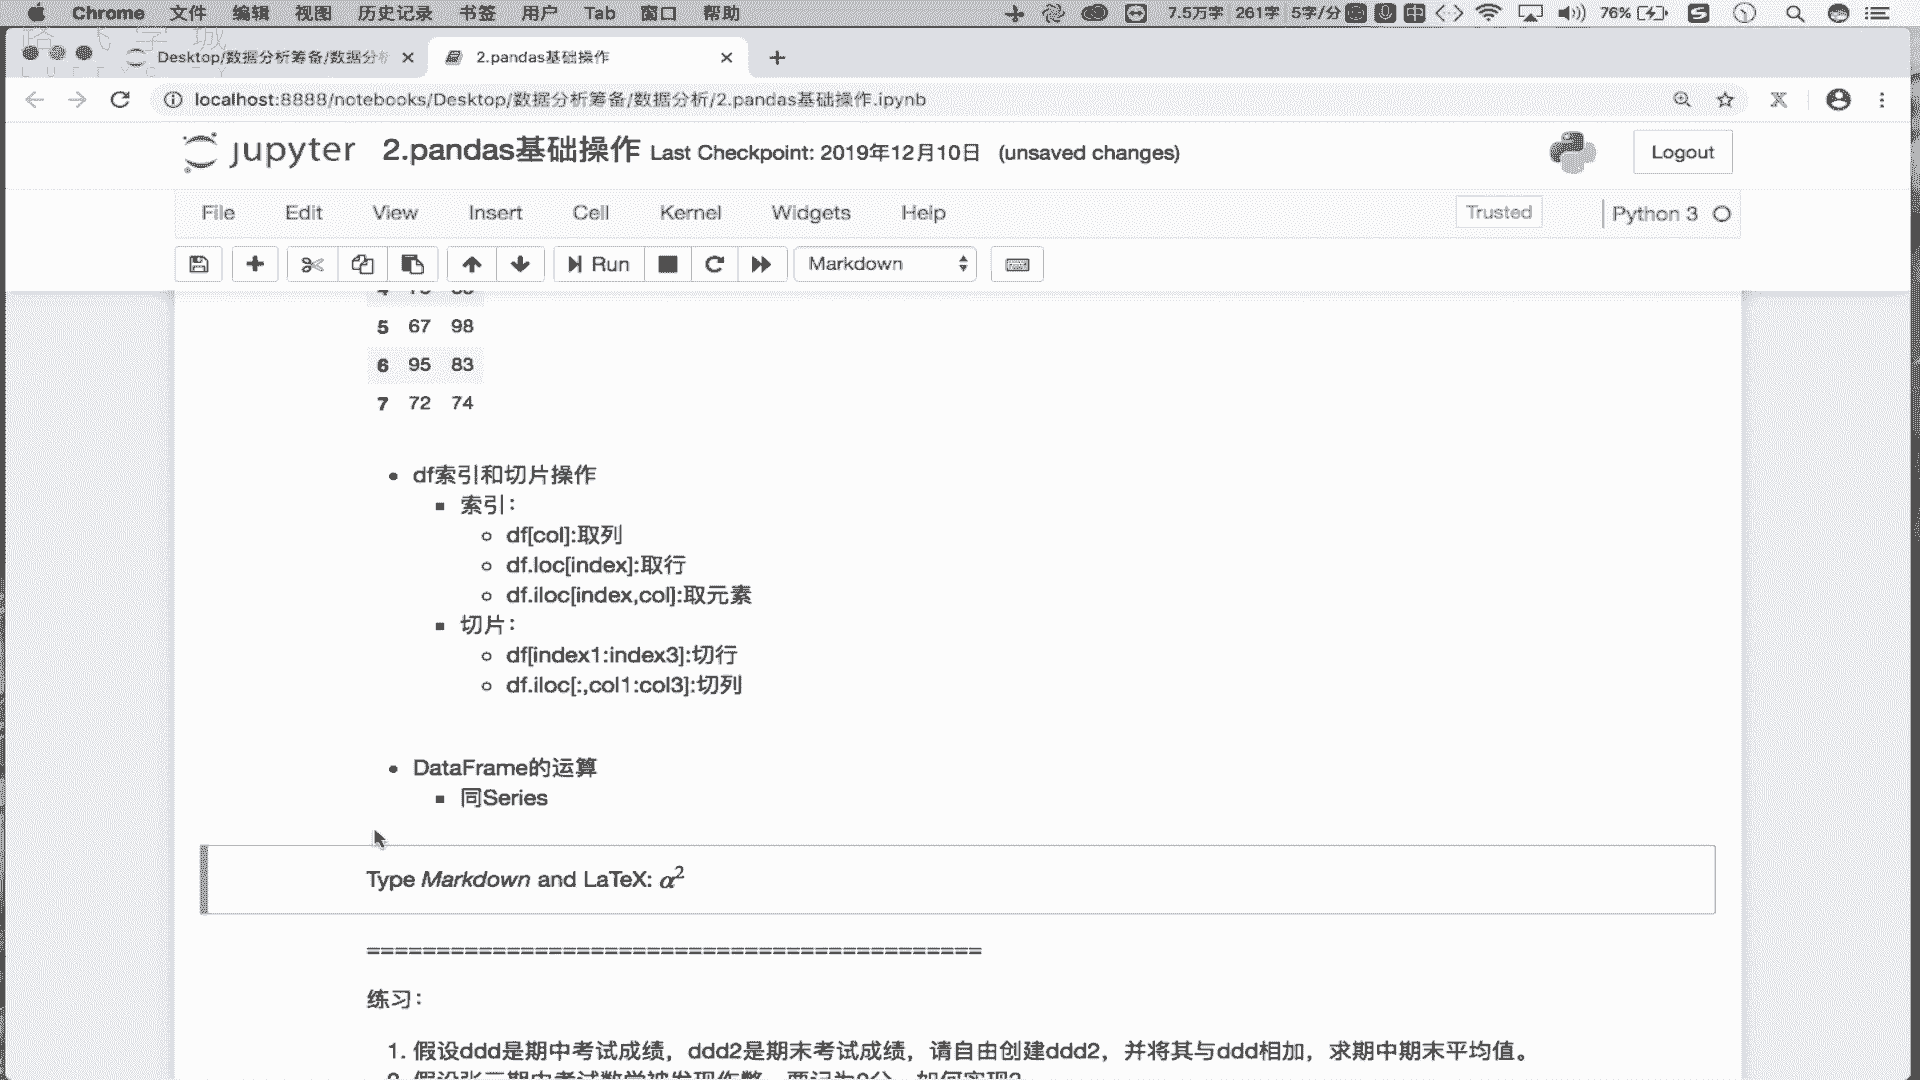 Chrome 文件 编辑 视图 历史记录 书签 用户 Tab 窗口 帮助 7.5万字 261字 5字/分 中 76%
Desktop/数据分析筹备/数据分析
2.pandas基础操作
localhost:8888/notebooks/Desktop/数据分析筹备/数据分析/2.pandas基础操作.ipynb
jupyter 2.pandas基础操作 Last Checkpoint: 2019年12月10日 (unsaved changes)
Logout
File Edit View Insert Cell Kernel Widgets Help
Trusted
Python 3
Run
Markdown
5 67 98
6 95 83
7 72 74
df索引和切片操作
索引：
df[col]:取列
df.loc[index]:取行
df.iloc[index,col]:取元素
切片：
df[index1:index3]:切行
df.iloc[:,col1:col3]:切列
DataFrame的运算
同Series
Type Markdown and LaTeX: α²
============================================
练习：
1. 假设ddd是期中考试成绩，ddd2是期末考试成绩，请自由创建ddd2，并将其与ddd相加，求期中期末平均值。